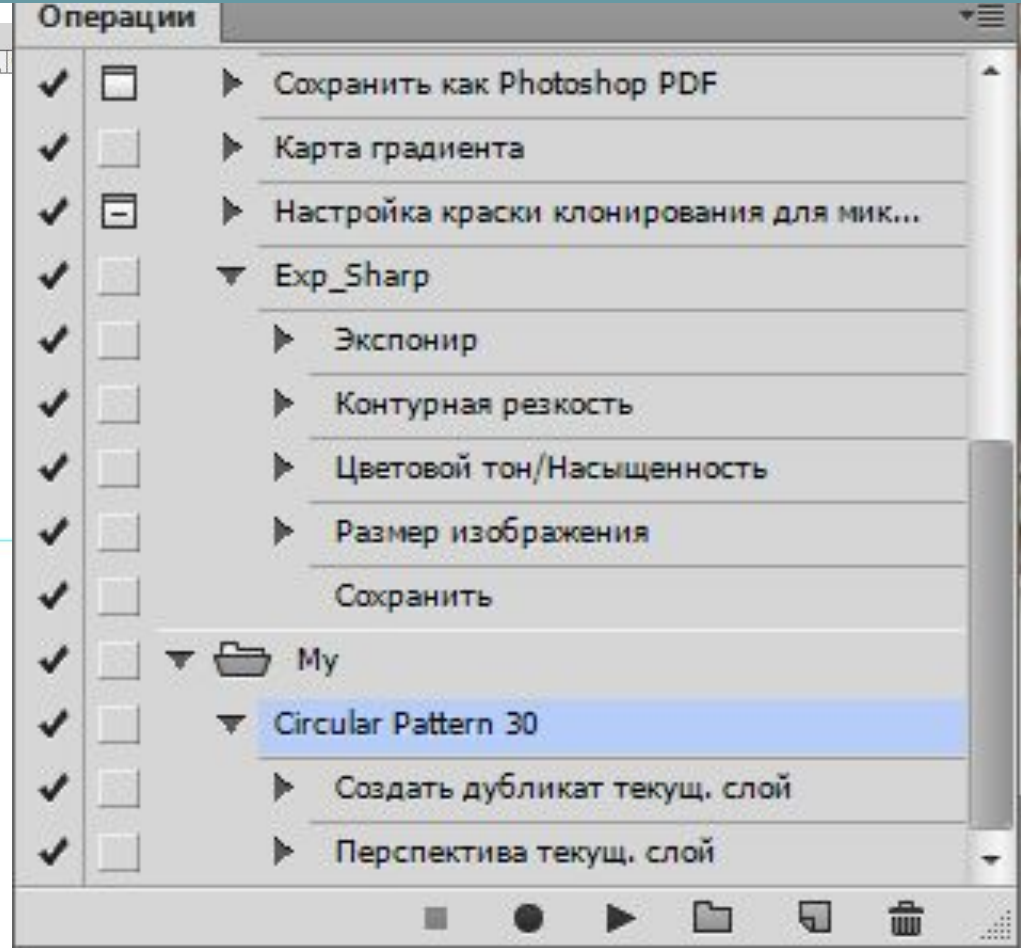 Операции
Сохранить как Photoshop PDF
Карта градиента
Настройка краски клонирования для мик...
Exp_Sharp
Экспонир
Контурная резкость
Цветовой тон/Насыщенность
Размер изображения
Сохранить
My
Circular Pattern 30
Создать дубликат текущ. слой
Перспектива текущ. слой